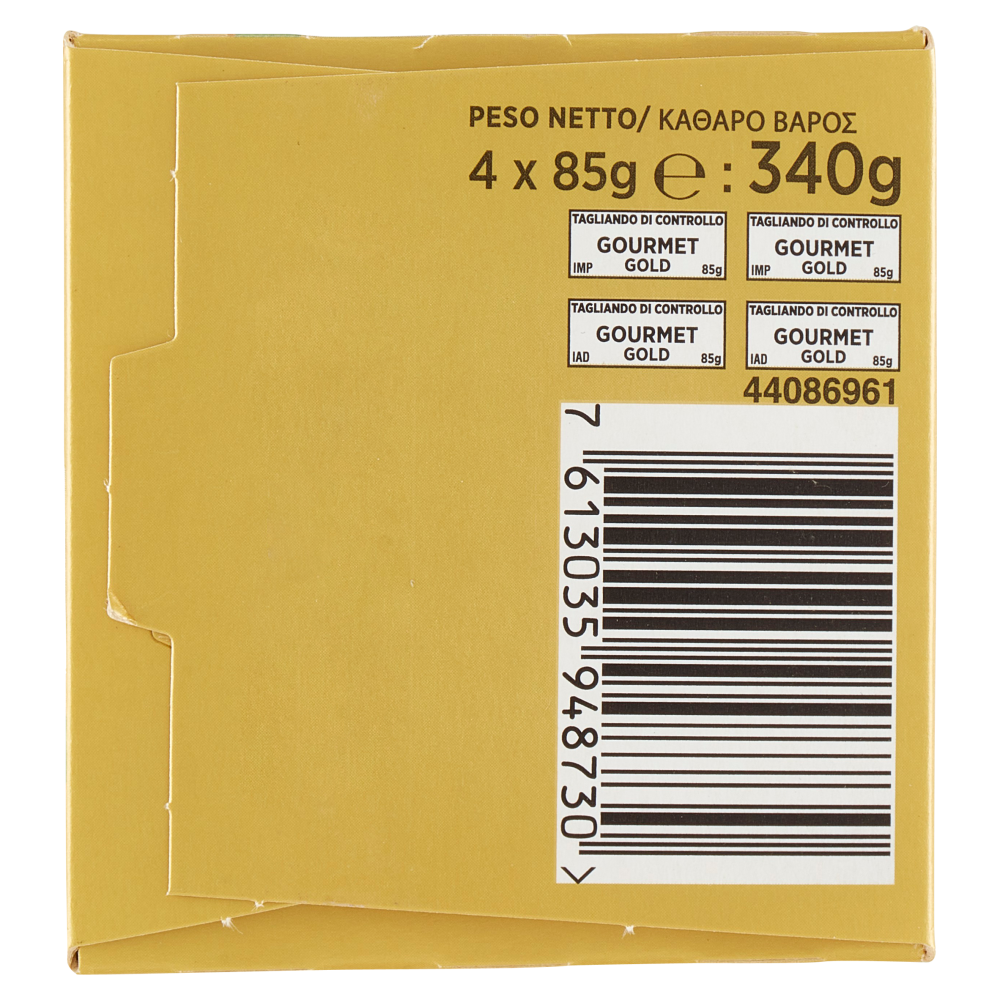 PESO NETTO/ ΚΑΘΑΡΟ ΒΑΡΟΣ
4 x 85g ℮ : 340g
TAGLIANDO DI CONTROLLO
GOURMET
GOLD
IMP
85g
TAGLIANDO DI CONTROLLO
GOURMET
GOLD
IMP
85g
TAGLIANDO DI CONTROLLO
GOURMET
GOLD
IAD
85g
TAGLIANDO DI CONTROLLO
GOURMET
GOLD
IAD
85g
44086961
7 613035 948730 >